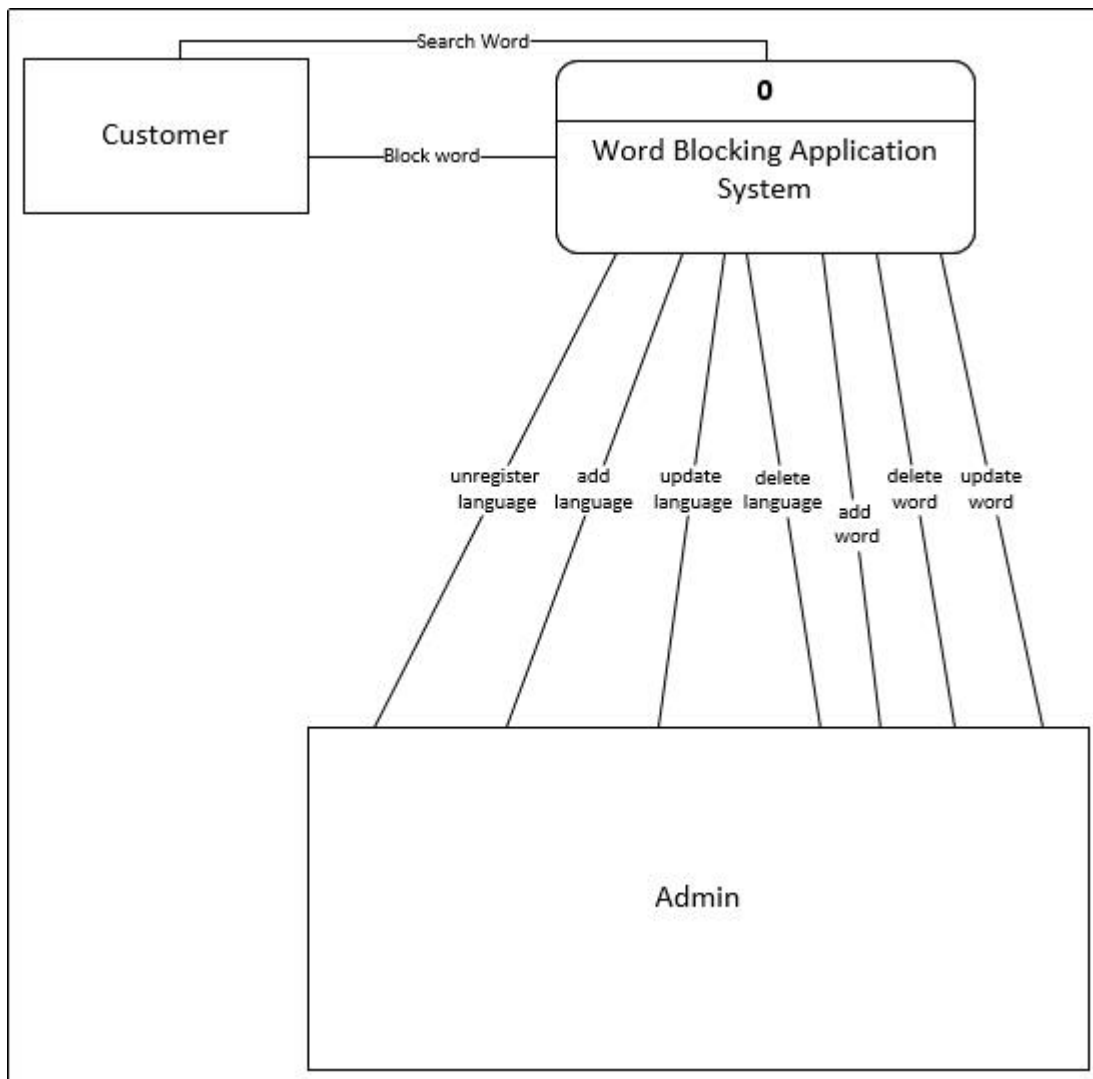 Search Word
0
Customer
Word Blocking Application
System
Block word
unregister
language
add
language
update
language
delete
language
add
word
delete
word
update
word
Admin